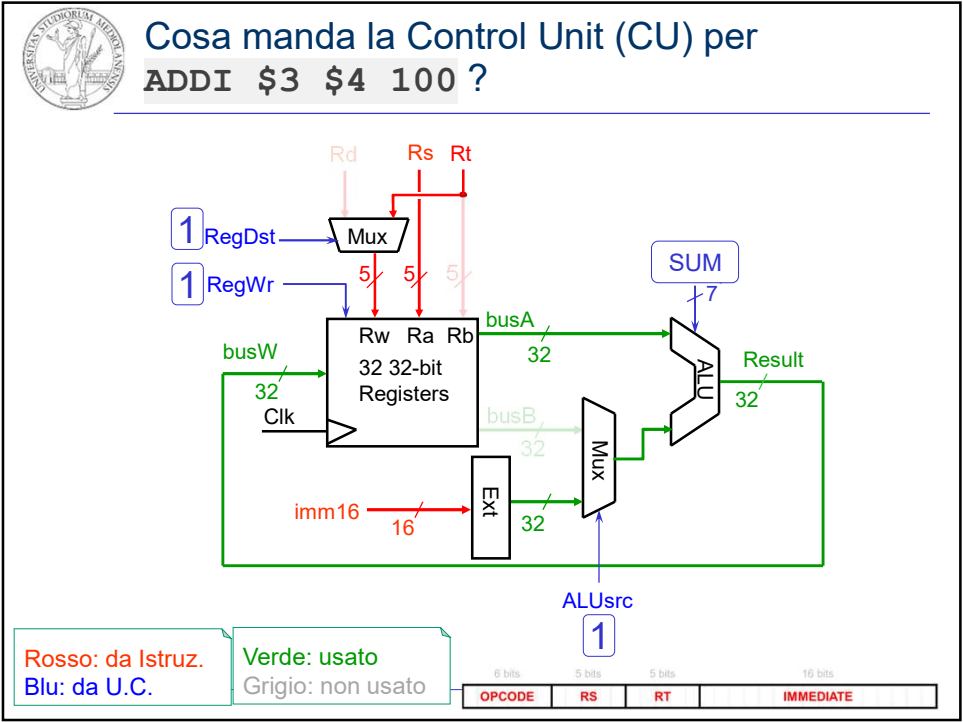 UNIVERSITAS STUDIORUM MEDIOLANENSIS
Cosa manda la Control Unit (CU) per
ADDI $3 $4 100 ?
Rd
Rs
Rt
1
RegDst
Mux
1
RegWr
5
5
5
SUM
7
Rw
Ra
Rb
32 32-bit
Registers
busA
32
busW
32
Clk
ALU
Result
32
busB
32
Mux
Ext
imm16
16
32
ALUsrc
1
Rosso: da Istruz.
Blu: da U.C.
Verde: usato
Grigio: non usato
6 bits
5 bits
5 bits
16 bits
OPCODE
RS
RT
IMMEDIATE